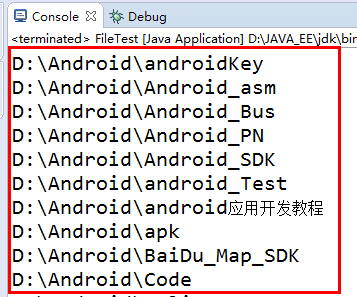 Console
Debug
<terminated> FileTest [Java Application] D:\JAVA_EE\jdk\bin
D:\Android\androidKey
D:\Android\Android_asm
D:\Android\Android_Bus
D:\Android\Android_PN
D:\Android\Android_SDK
D:\Android\Android_Test
D:\Android\android应用开发教程
D:\Android\apk
D:\Android\BaiDu_Map_SDK
D:\Android\Code